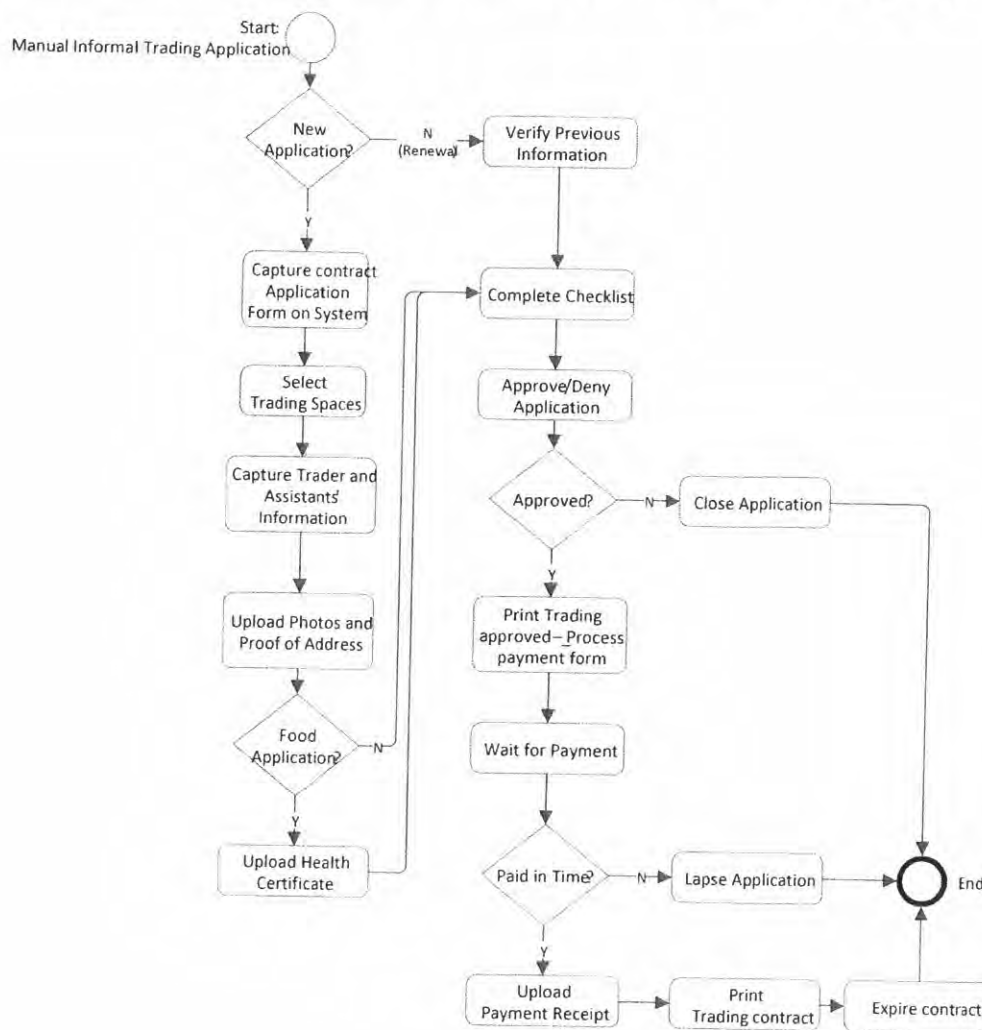 Start:
Manual Informal Trading Application
New
Application?
N
(Renewal)
Verify Previous
Information
Y
Capture contract
Application
Form on System
Complete Checklist
Select
Trading Spaces
Approve/Deny
Application
Capture Trader and
Assistants'
Information
Approved?
N
Close Application
Y
Upload Photos and
Proof of Address
Print Trading
approved – Process
payment form
Food
Application?
N
Wait for Payment
Y
Upload Health
Certificate
Paid in Time?
N
Lapse Application
End
Y
Upload
Payment Receipt
Print
Trading contract
Expire contract